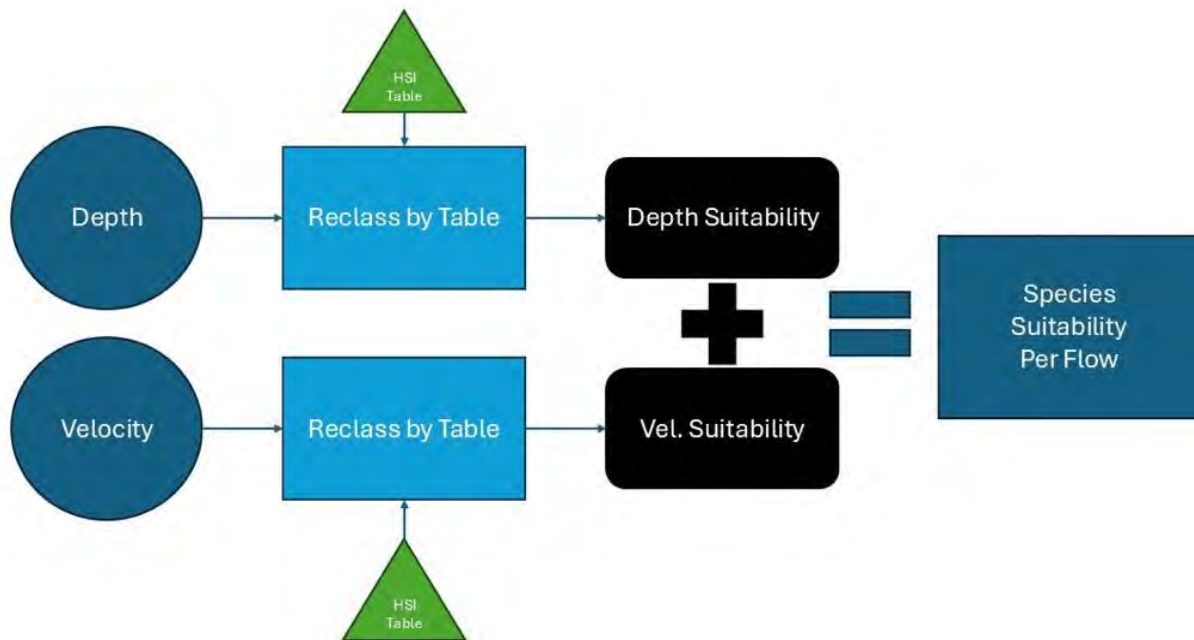 HSI
Table
Depth
Reclass by Table
Depth Suitability
Species
Suitability
Per Flow
Velocity
Reclass by Table
Vel. Suitability
HSI
Table